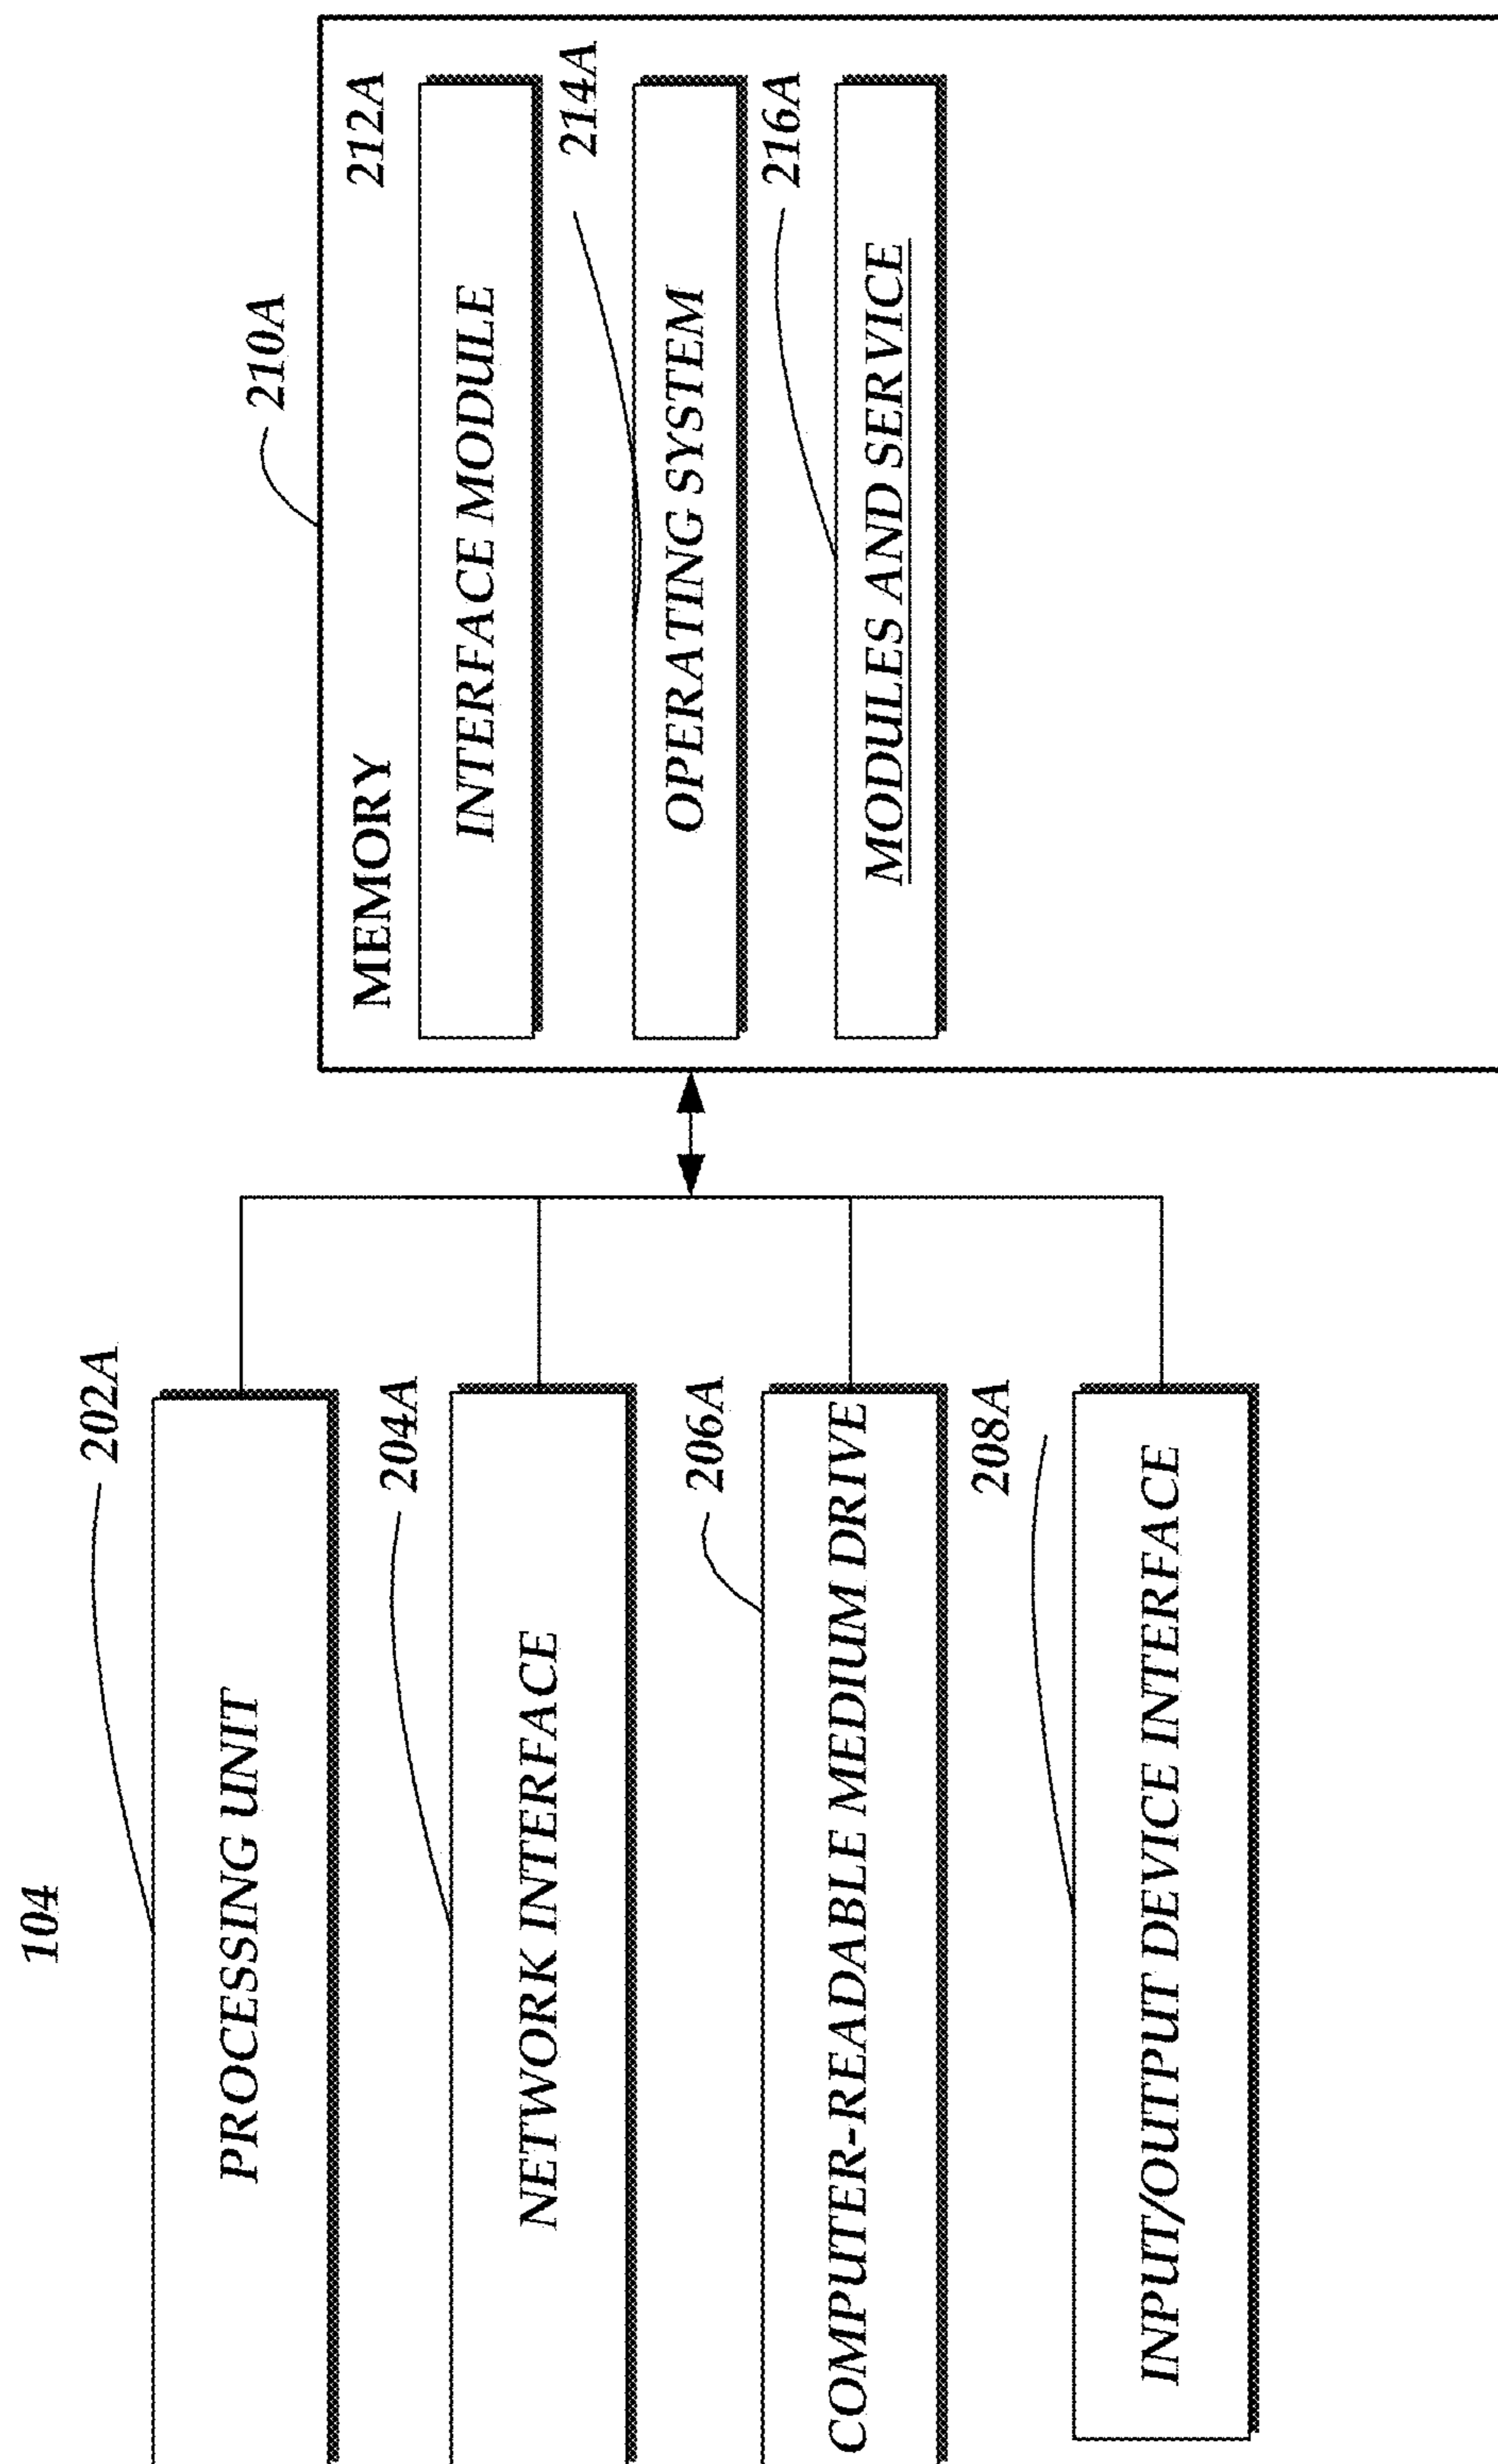 104
202A
PROCESSING UNIT
204A
NETWORK INTERFACE
206A
COMPUTER-READABLE MEDIUM DRIVE
208A
INPUT/OUTPUT DEVICE INTERFACE
210A
MEMORY
212A
INTERFACE MODULE
214A
OPERATING SYSTEM
216A
MODULES AND SERVICE